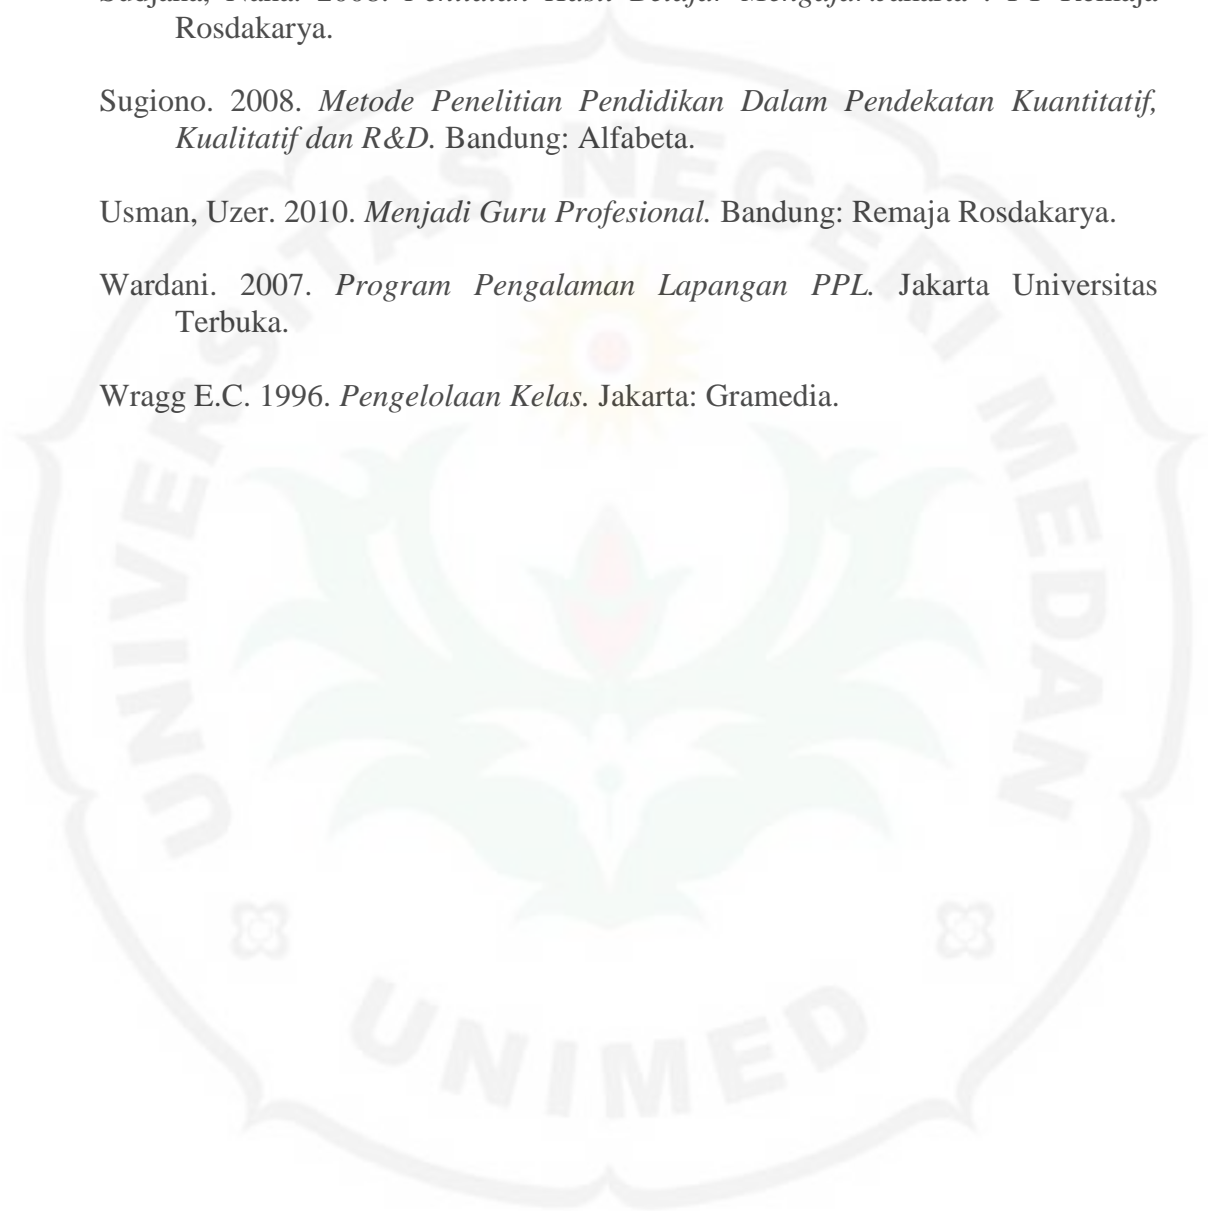 Rosdakarya.
Sugiono. 2008. Metode Penelitian Pendidikan Dalam Pendekatan Kuantitatif,
Kualitatif dan R&D. Bandung: Alfabeta.
Usman, Uzer. 2010. Menjadi Guru Profesional. Bandung: Remaja Rosdakarya.
Wardani. 2007. Program Pengalaman Lapangan PPL. Jakarta Universitas
Terbuka.
Wragg E.C. 1996. Pengelolaan Kelas. Jakarta: Gramedia.
UNIVERSITAS NEGERI MEDAN
UNIMED